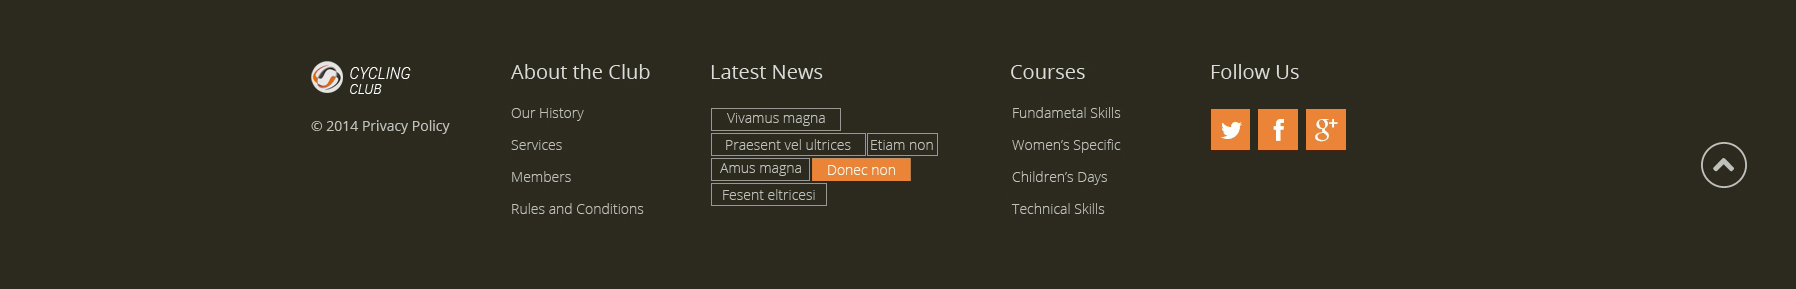 CYCLING
CLUB
© 2014 Privacy Policy
About the Club
Our History
Services
Members
Rules and Conditions
Latest News
Vivamus magna
Praesent vel ultrices
Etiam non
Amus magna
Donec non
Fesent eltricesi
Courses
Fundametal Skills
Women’s Specific
Children’s Days
Technical Skills
Follow Us